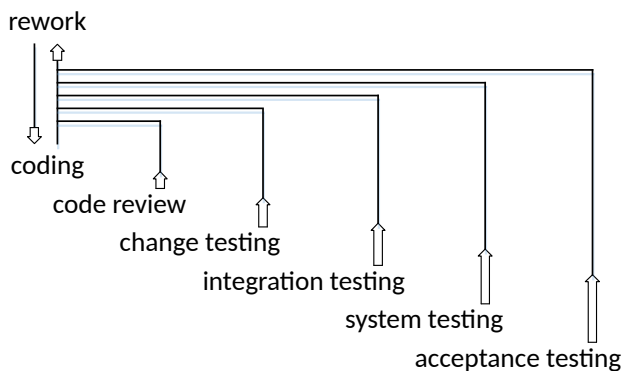 rework
coding
code review
change testing
integration testing
system testing
acceptance testing